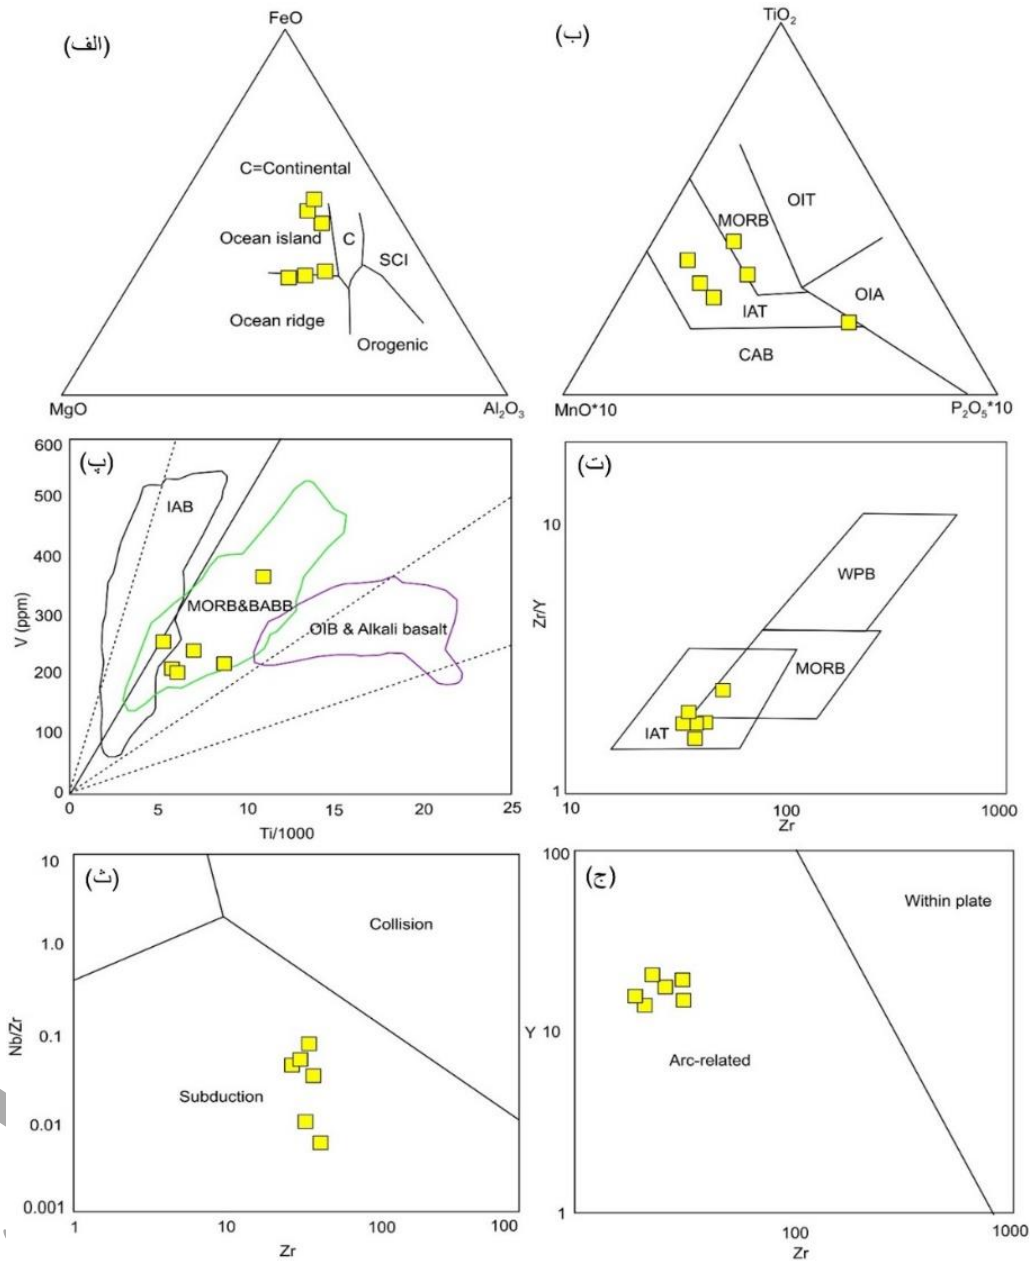 (الف)
FeO
C=Continental
Ocean island
C
SCI
Ocean ridge
Orogenic
MgO
Al₂O₃
(ب)
TiO₂
OIT
MORB
OIA
IAT
CAB
MnO*10
P₂O₅*10
(پ)
600
500
400
300
200
100
0
V (ppm)
IAB
MORB&BABB
OIB & Alkali basalt
0
5
10
15
20
25
Ti/1000
(ت)
10
1
Zr/Y
WPB
MORB
IAT
10
100
1000
Zr
(ث)
10
1.0
0.1
0.01
0.001
Nb/Zr
Collision
Subduction
1
10
100
100
Zr
(ج)
100
10
1
Y
Within plate
Arc-related
100
1000
Zr